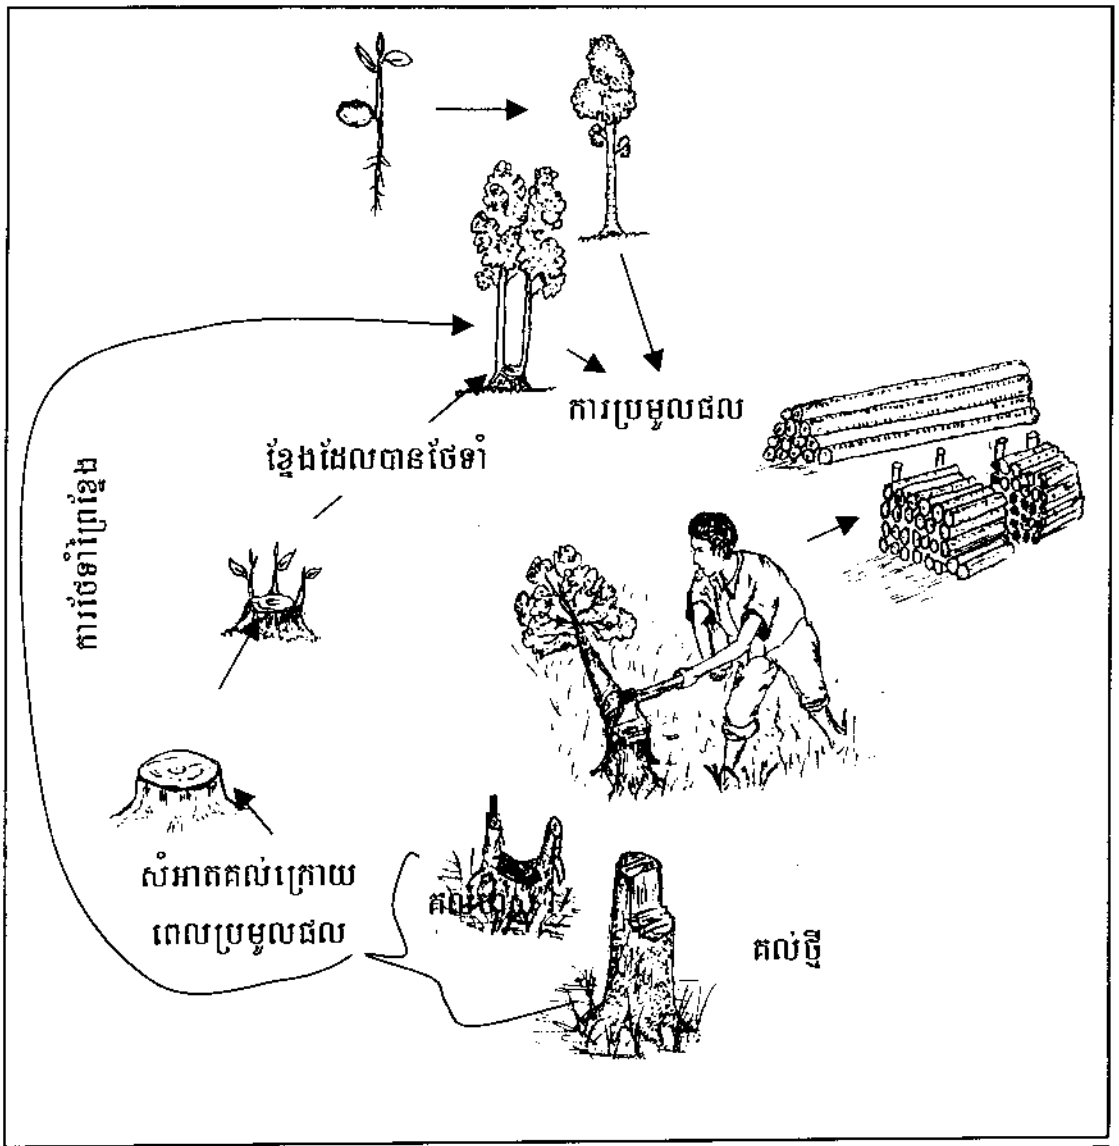 ការប្រមូលផល
ខ្នែងដែលបានថែទាំ
ការថែទាំព្រៃខ្នែង
សំអាតគល់ក្រោយ
ពេលប្រមូលផល
គល់ថ្មី